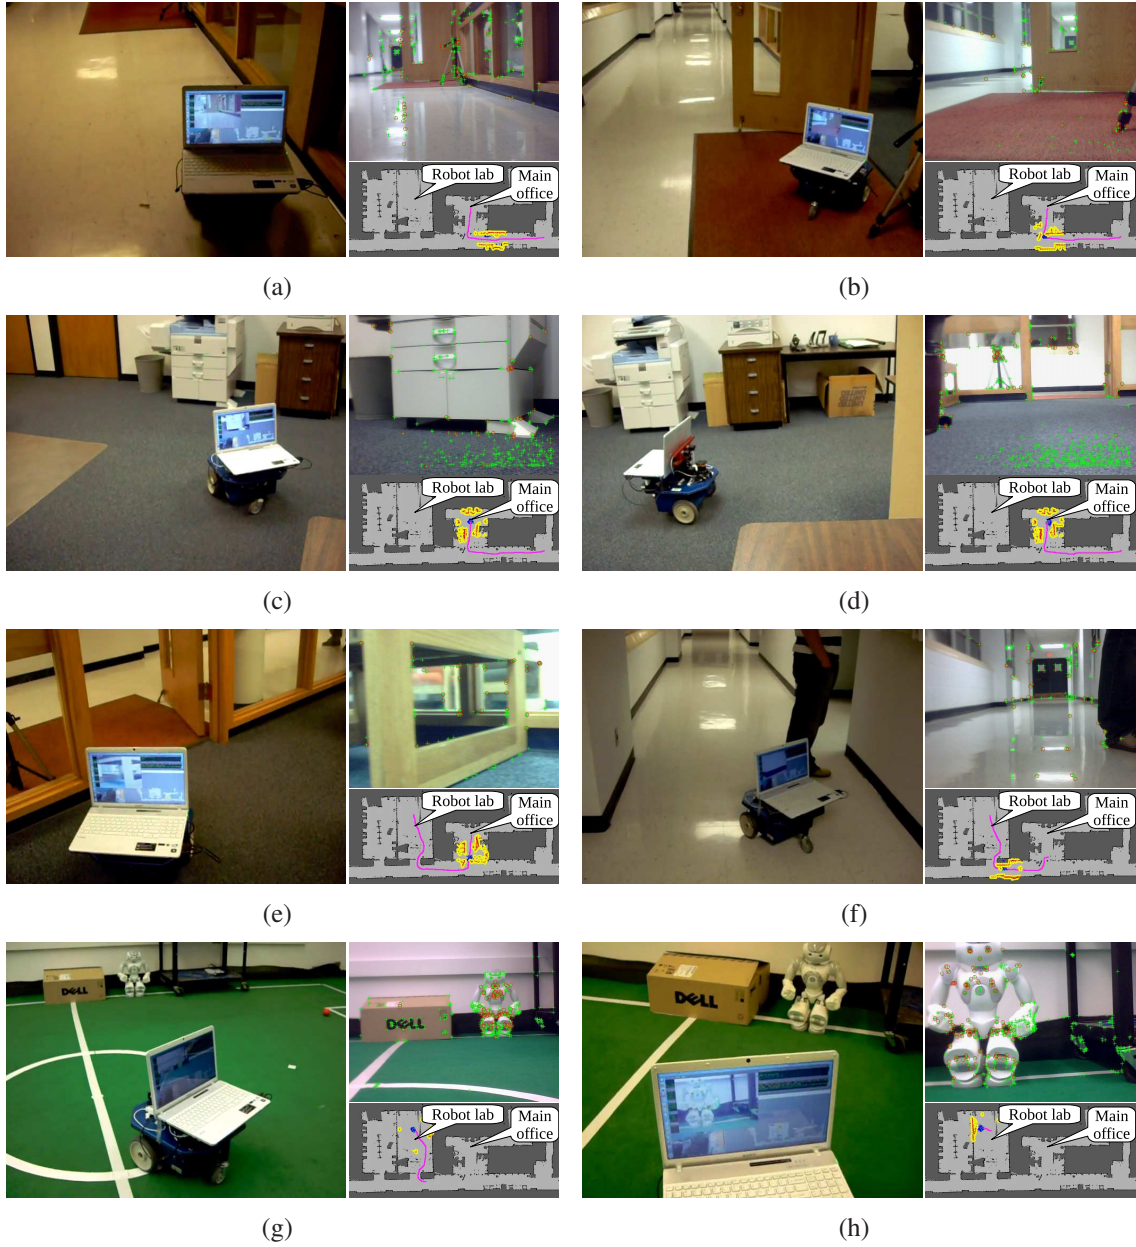 Robot lab
Main
office
Robot lab
Main
office
(a)
(b)
Robot lab
Main
office
Robot lab
Main
office
(c)
(d)
Robot lab
Main
office
Robot lab
Main
office
(e)
(f)
DELL
DELL
Robot lab
Main
office
DELL
Robot lab
Main
office
(g)
(h)